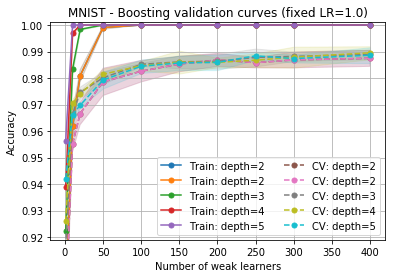 MNIST - Boosting validation curves (fixed LR=1.0)
Accuracy
1.00
0.99
0.98
0.97
0.96
0.95
0.94
0.93
0.92
Train: depth=2
Train: depth=2
Train: depth=3
Train: depth=4
Train: depth=5
CV: depth=2
CV: depth=2
CV: depth=3
CV: depth=4
CV: depth=5
0 50 100 150 200 250 300 350 400
Number of weak learners